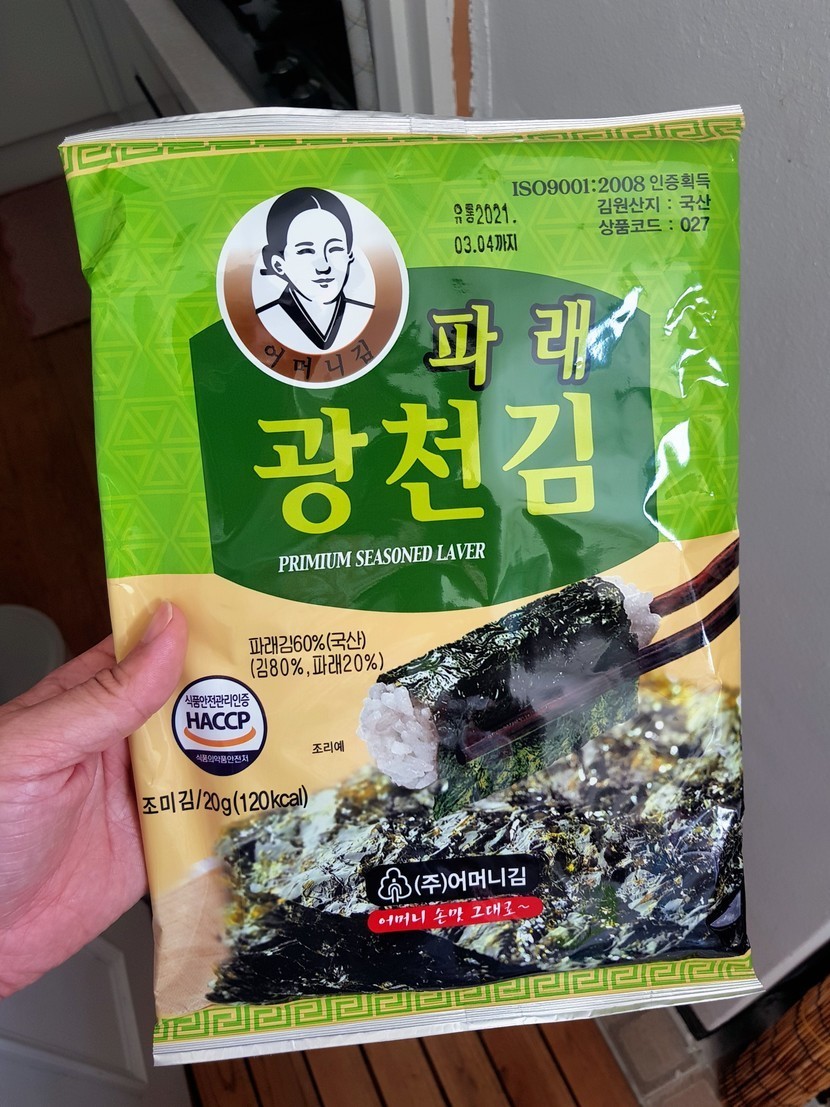 ISO9001:2008 인증획득
김원산지 : 국산
상품코드 : 027
유통2021.
03.04까지
어머니김
파래
광천김
PRIMIUM SEASONED LAVER
파래김60%(국산)
(김80%,파래20%)
식품안전관리인증
HACCP
식품의약품안전처
조리예
조미김/20g(120kcal)
(주)어머니김
어머니 손맛 그대로~